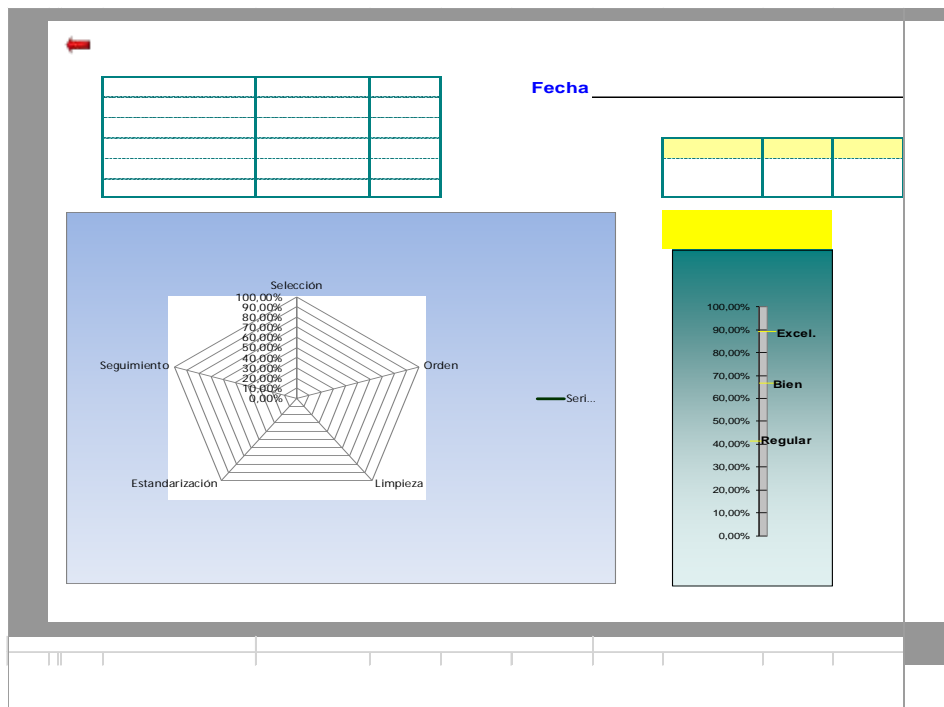 Fecha
Selección
100,00%
90,00%
80,00%
70,00%
60,00%
50,00%
40,00%
30,00%
20,00%
10,00%
0,00%
Seguimiento
Orden
Estandarización
Limpieza
Seri...
100,00%
90,00%
80,00%
70,00%
60,00%
50,00%
40,00%
30,00%
20,00%
10,00%
0,00%
Excel.
Bien
Regular